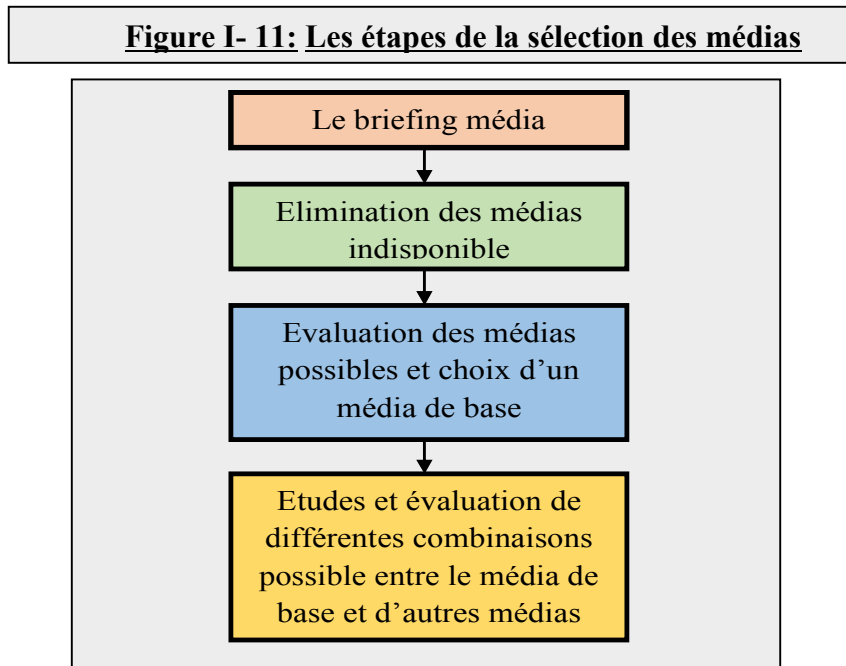 Figure I- 11: Les étapes de la sélection des médias
Le briefing média
Elimination des médias
indisponible
Evaluation des médias
possibles et choix d’un
média de base
Etudes et évaluation de
différentes combinaisons
possible entre le média de
base et d’autres médias